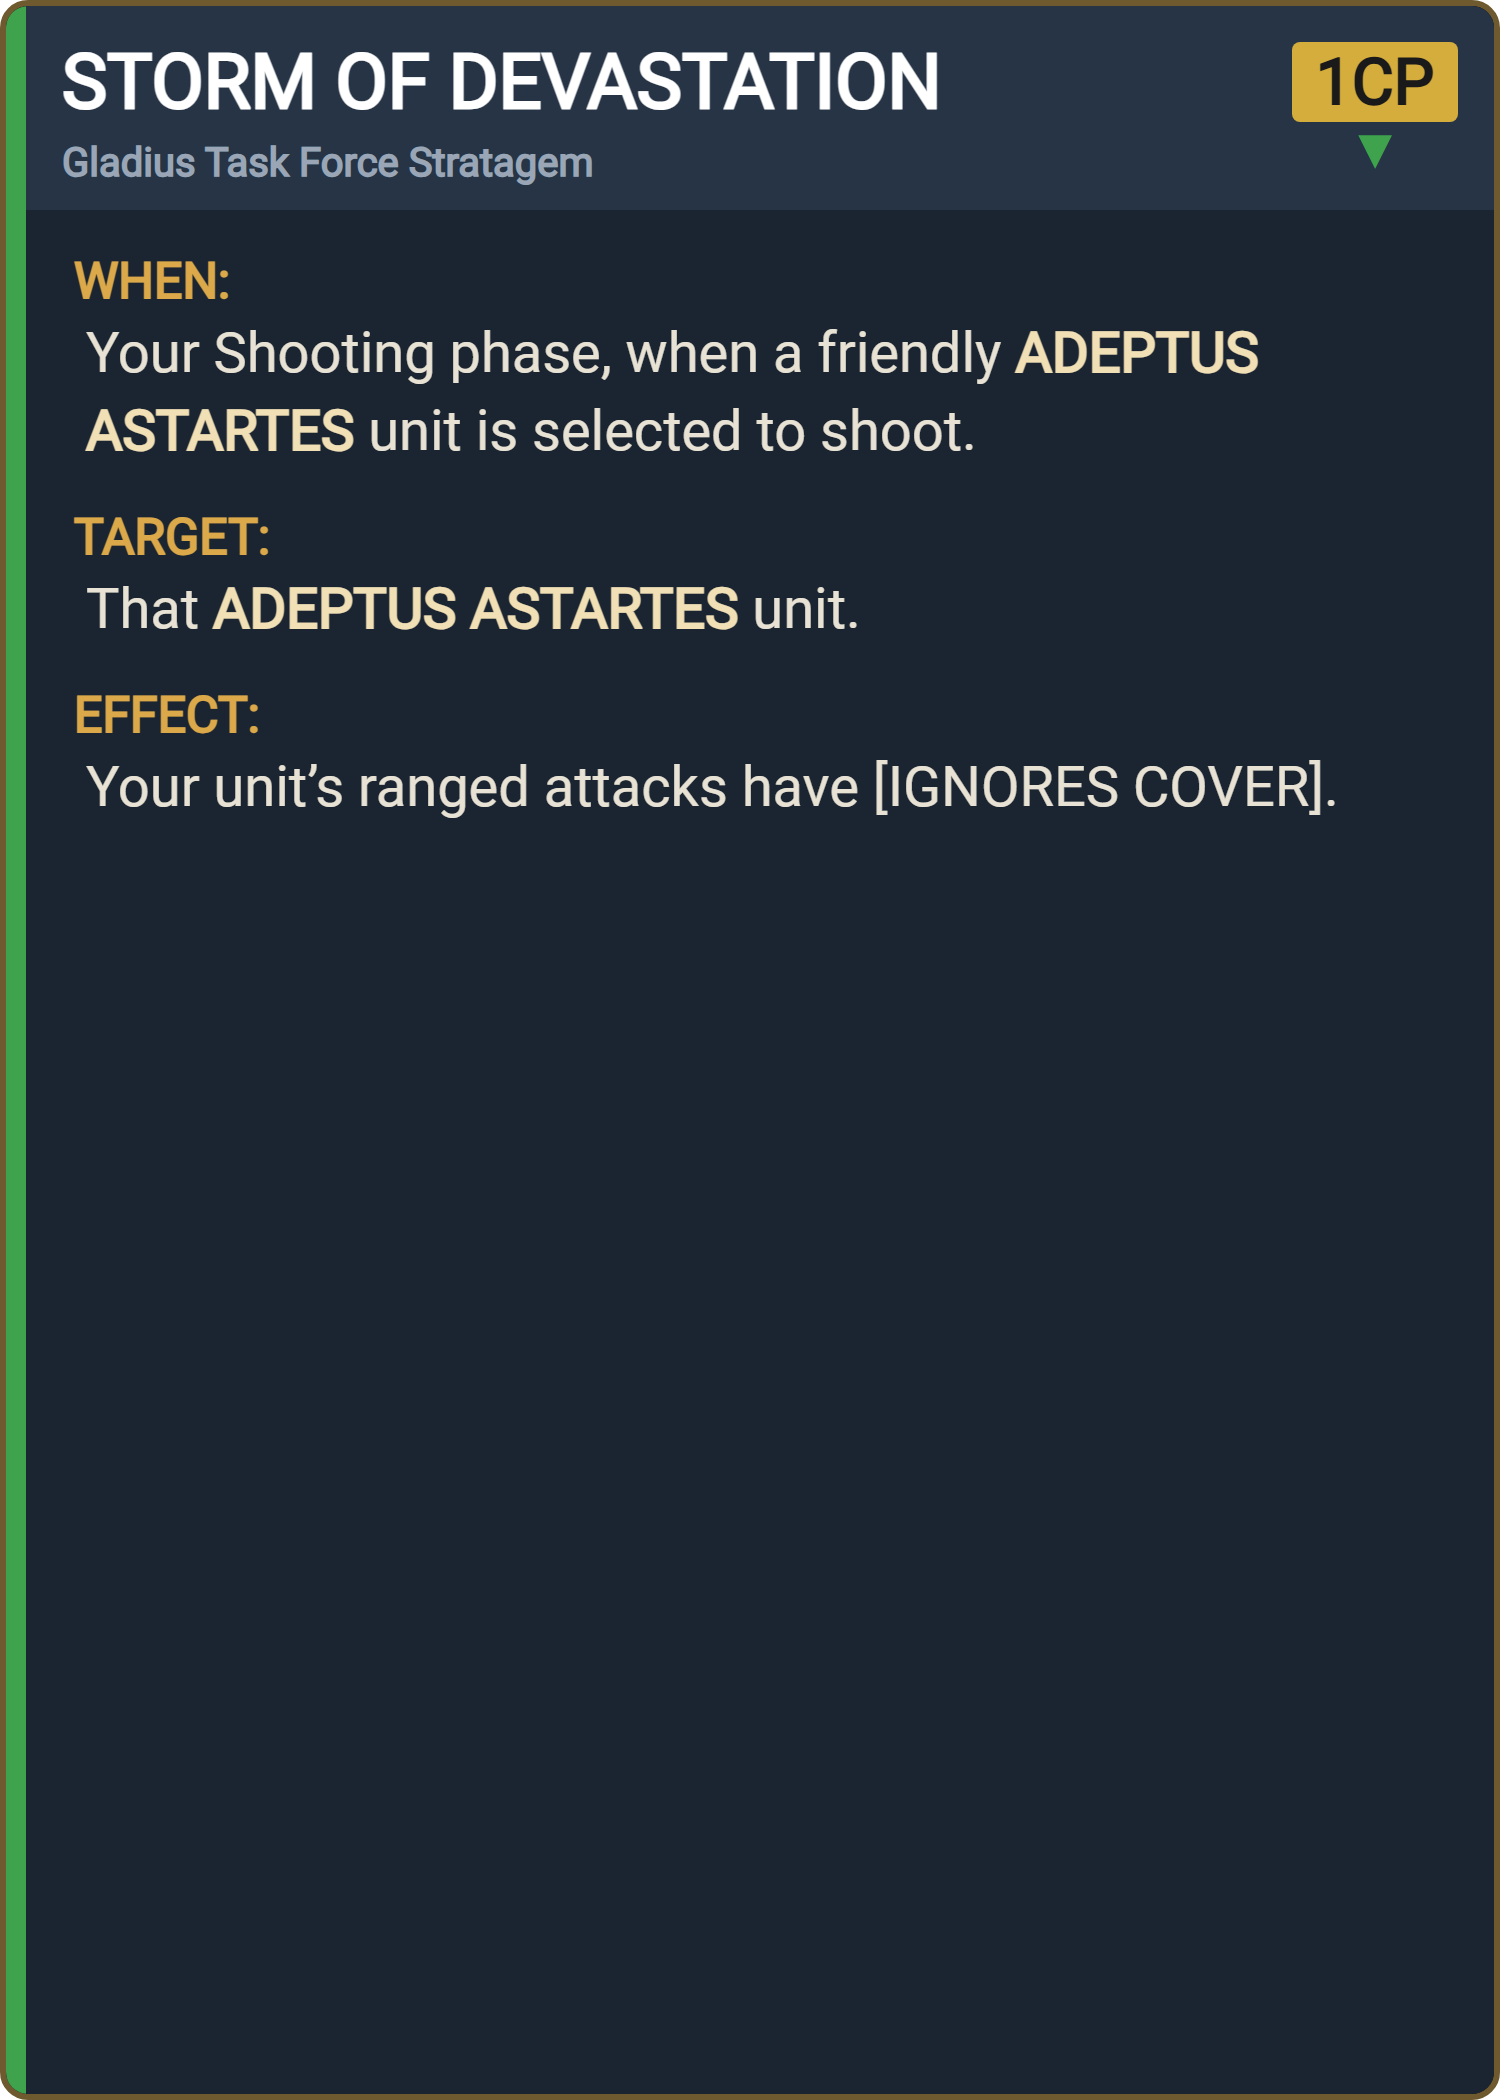 STORM OF DEVASTATION
1CP
Gladius Task Force Stratagem
WHEN:
Your Shooting phase, when a friendly ADEPTUS
ASTARTES unit is selected to shoot.
TARGET:
That ADEPTUS ASTARTES unit.
EFFECT:
Your unit’s ranged attacks have [IGNORES COVER].